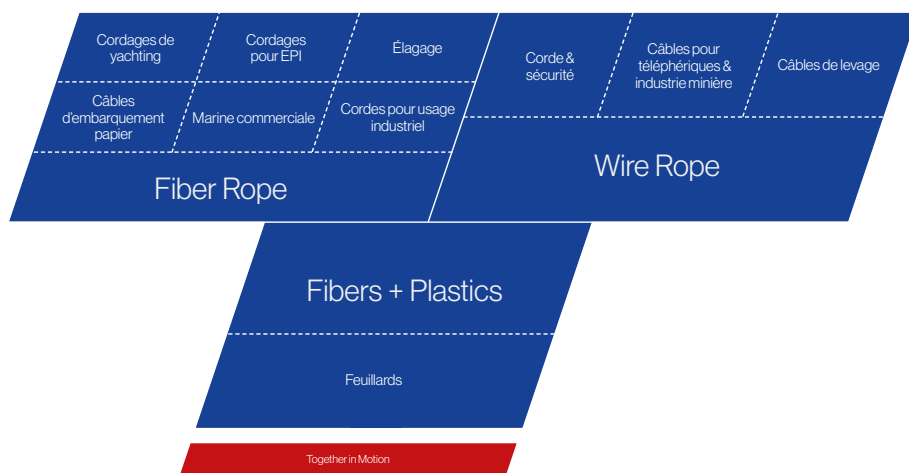 Cordages de
yachting
Cordages
pour EPI
Élagage
Câbles
d'embarquement
papier
Marine commerciale
Cordes pour usage
industriel
Fiber Rope
Corde &
sécurité
Câbles pour
téléphériques &
industrie minière
Câbles de levage
Wire Rope
Fibers + Plastics
Feuillards
Together in Motion